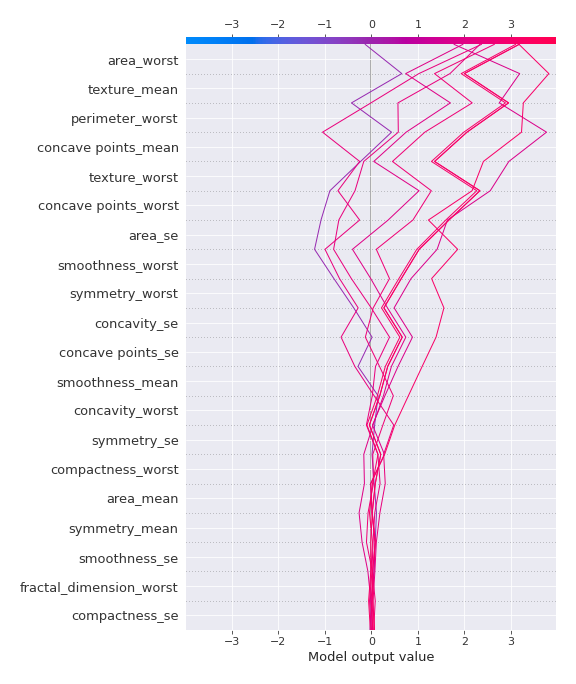 −3 −2 −1 0 1 2 3
area_worst
texture_mean
perimeter_worst
concave points_mean
texture_worst
concave points_worst
area_se
smoothness_worst
symmetry_worst
concavity_se
concave points_se
smoothness_mean
concavity_worst
symmetry_se
compactness_worst
area_mean
symmetry_mean
smoothness_se
fractal_dimension_worst
compactness_se
−3 −2 −1 0 1 2 3
Model output value